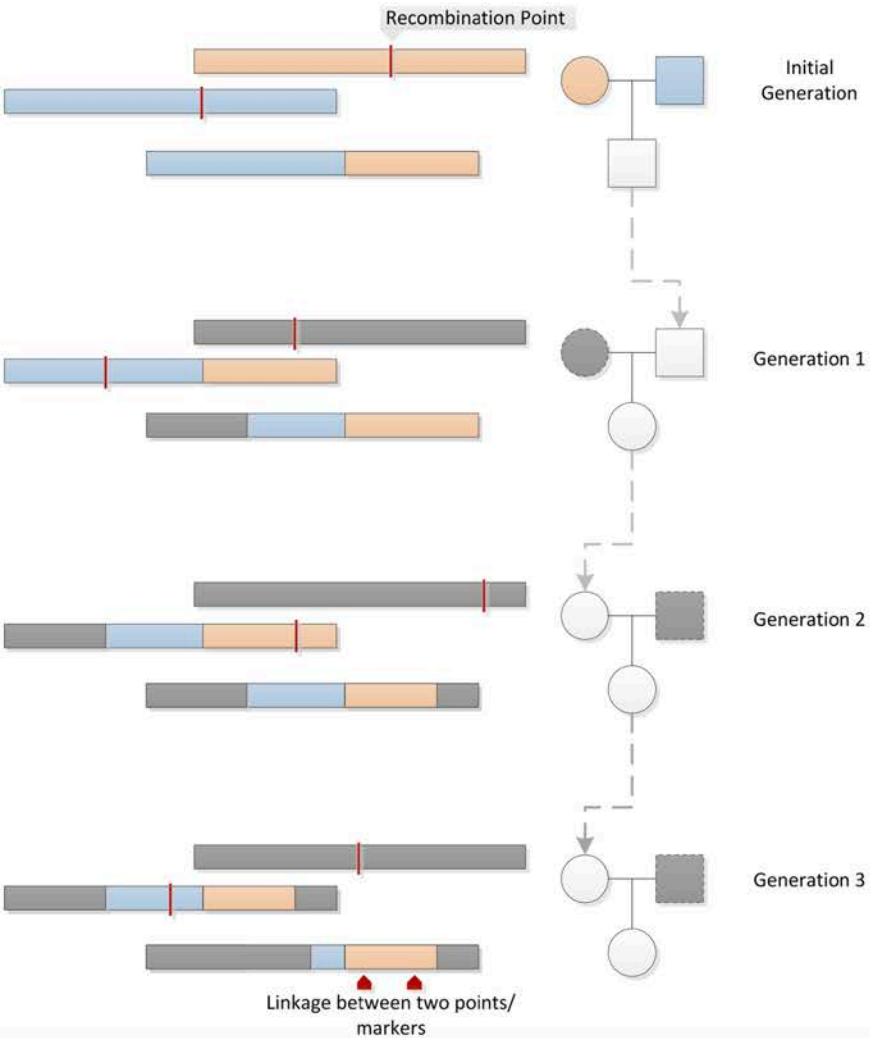 Recombination Point
Initial
Generation
Generation 1
Generation 2
Generation 3
Linkage between two points/
markers